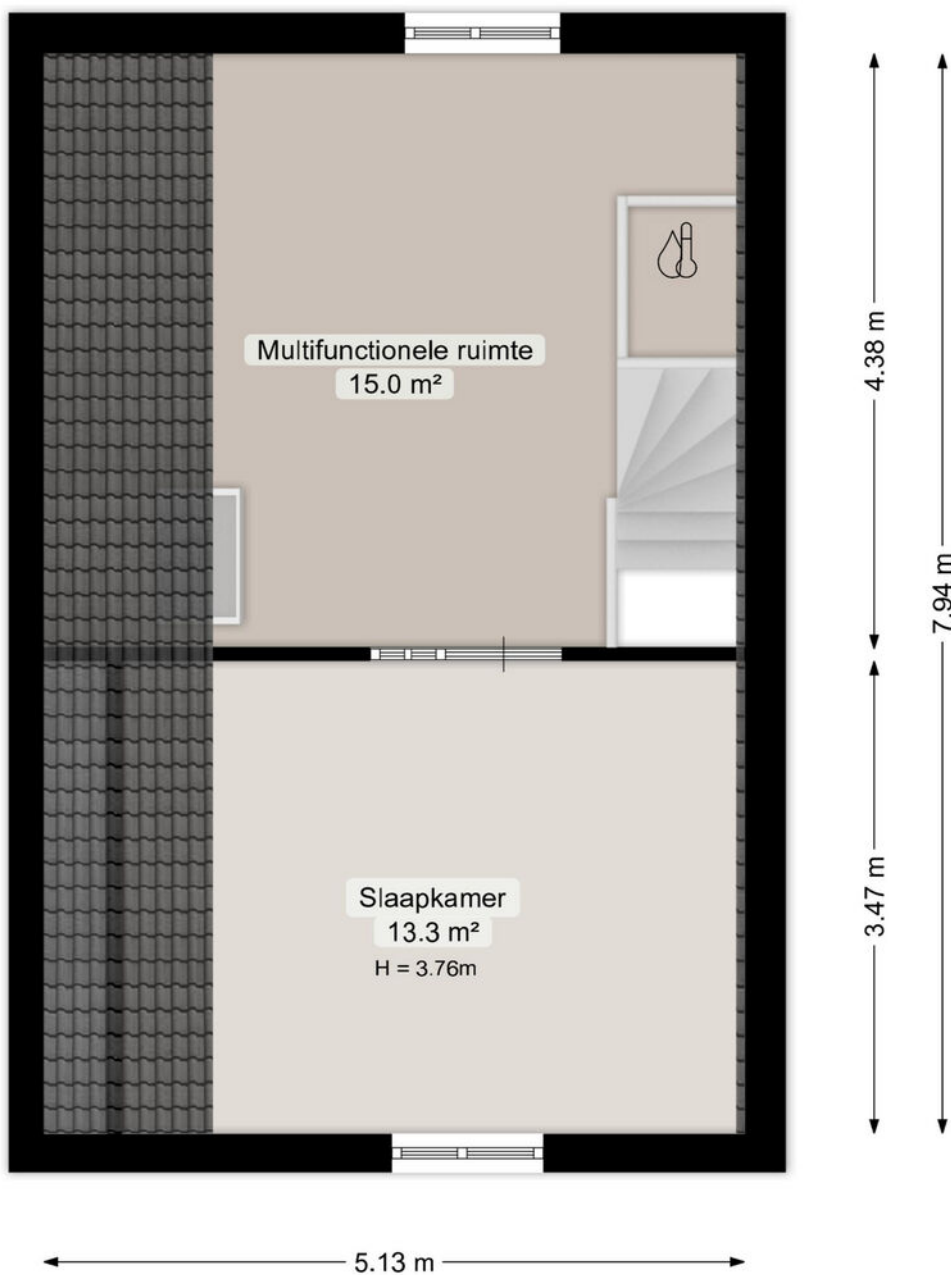 Multifunctionele ruimte
15.0 m²
4.38 m
7.94 m
3.47 m
Slaapkamer
13.3 m²
H = 3.76m
5.13 m